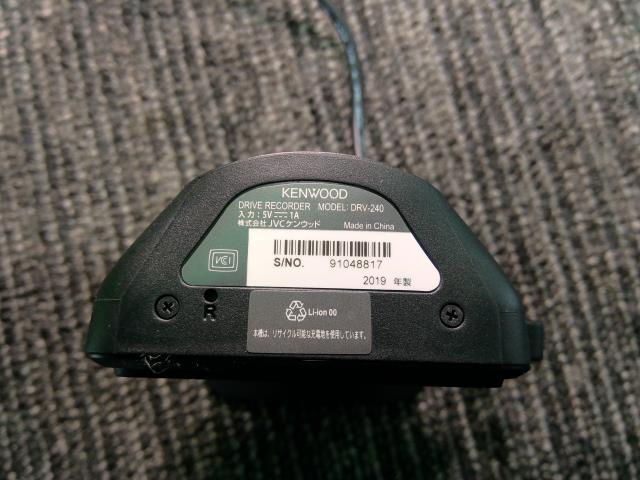 KENWOOD
DRIVE RECORDER MODEL: DRV-240
入力：5V⎓1A
株式会社JVCケンウッド Made in China
VCCI
S/NO. 91048817
2019 年製
R
Li-ion 00
本機は、リサイクル可能な充電池を使用しています。